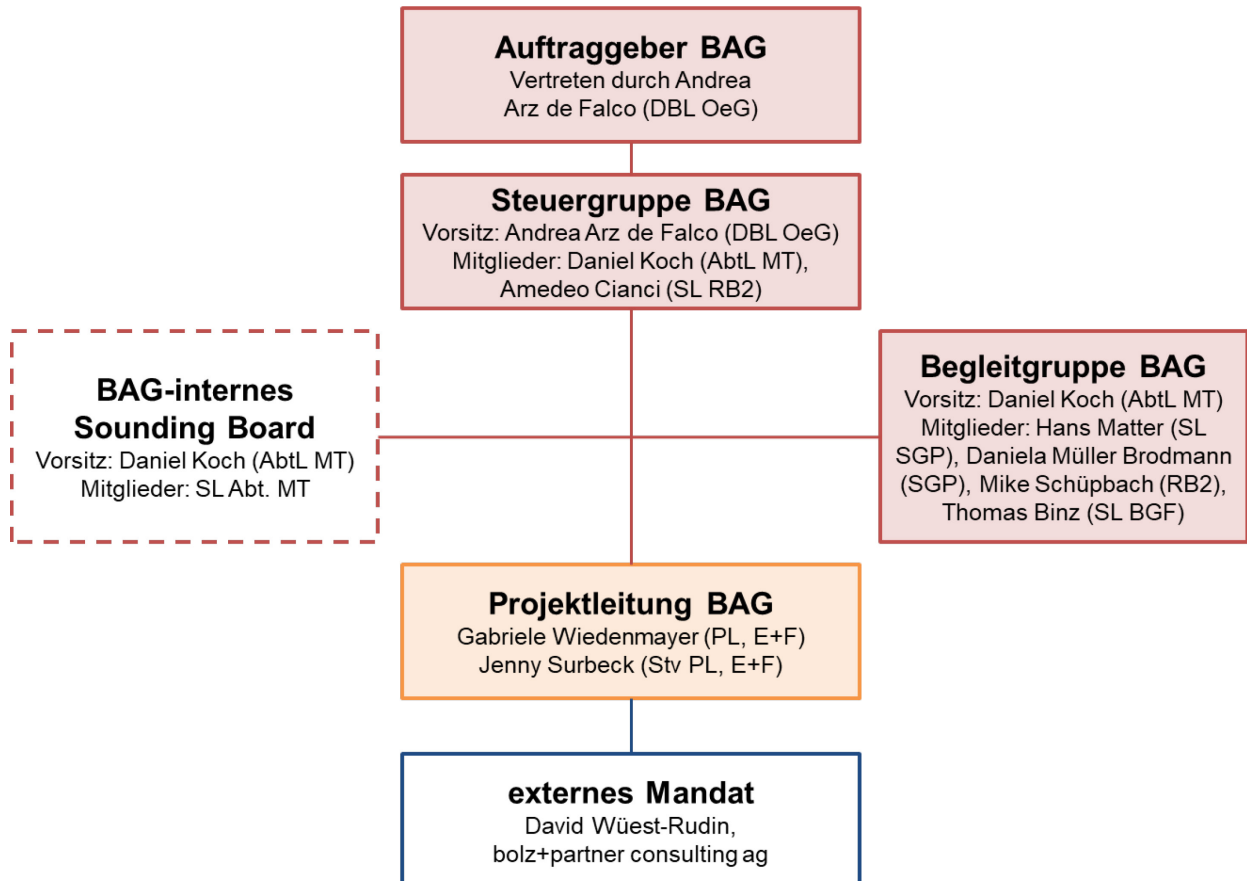 Auftraggeber BAG
Vertreten durch Andrea
Arz de Falco (DBL OeG)
Steuergruppe BAG
Vorsitz: Andrea Arz de Falco (DBL OeG)
Mitglieder: Daniel Koch (AbtL MT),
Amedeo Cianci (SL RB2)
BAG-internes
Sounding Board
Vorsitz: Daniel Koch (AbtL MT)
Mitglieder: SL Abt. MT
Begleitgruppe BAG
Vorsitz: Daniel Koch (AbtL MT)
Mitglieder: Hans Matter (SL
SGP), Daniela Müller Brodmann
(SGP), Mike Schüpbach (RB2),
Thomas Binz (SL BGF)
Projektleitung BAG
Gabriele Wiedenmayer (PL, E+F)
Jenny Surbeck (Stv PL, E+F)
externes Mandat
David Wüest-Rudin,
bolz+partner consulting ag